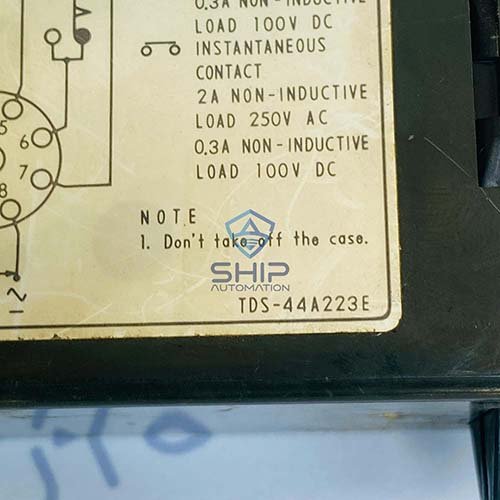 0.3A NON-INDUCTIVE
LOAD 100V DC
INSTANTANEOUS
CONTACT
2A NON-INDUCTIVE
LOAD 250V AC
0.3A NON-INDUCTIVE
LOAD 100V DC
5
6
7
8
NOTE
1. Don't take off the case.
SHIP
AUTOMATION
TDS-44A223E